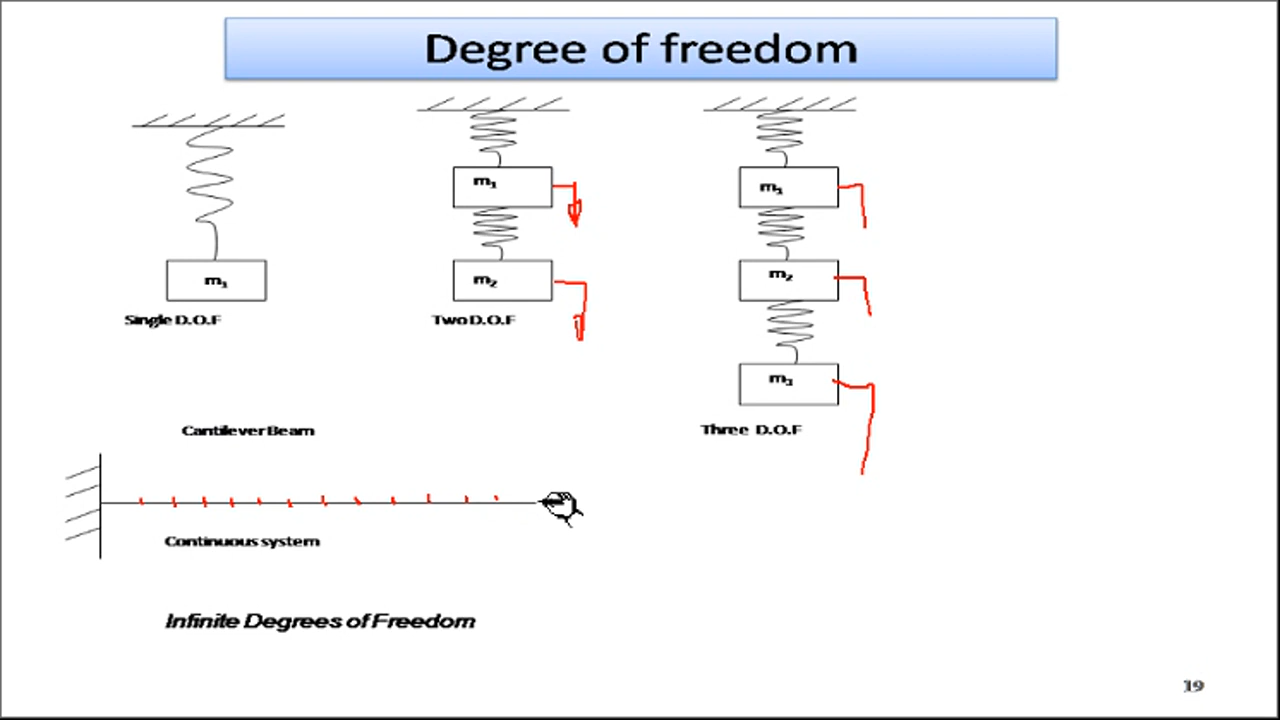 Degree of freedom
m₁
Single D.O.F
m₁
m₂
Two D.O.F
m₁
m₂
m₃
Three D.O.F
Cantilever Beam
Continuous system
Infinite Degrees of Freedom
19